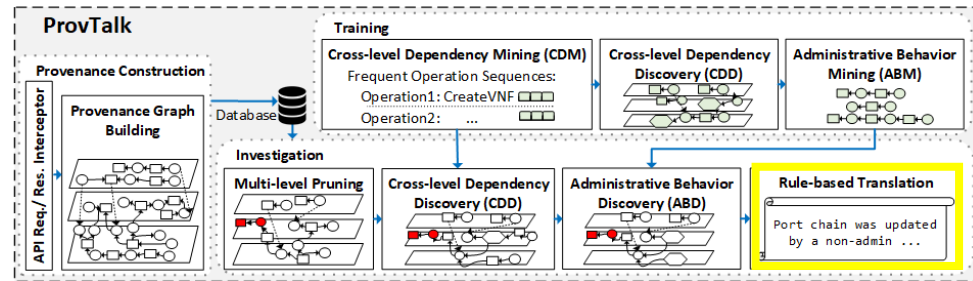 ProvTalk
Provenance Construction
API Req./ Res. Interceptor
Provenance Graph
Building
Database
Training
Cross-level Dependency Mining (CDM)
Frequent Operation Sequences:
Operation1: CreateVNF
Operation2: ...
Cross-level Dependency
Discovery (CDD)
Administrative Behavior
Mining (ABM)
Investigation
Multi-level Pruning
Cross-level Dependency
Discovery (CDD)
Administrative Behavior
Discovery (ABD)
Rule-based Translation
Port chain was updated
by a non-admin ...